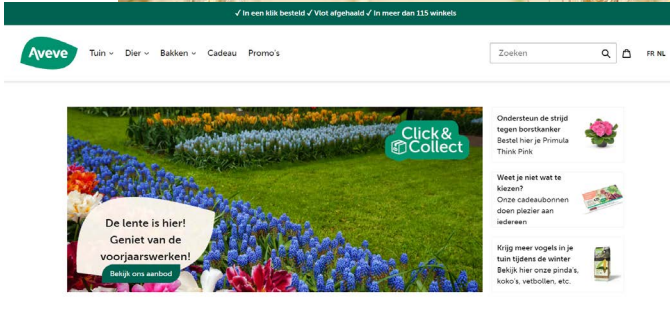 ✓ In een klik besteld ✓ Vlot afgehaald ✓ In meer dan 115 winkels
Aveve
Tuin
Dier
Bakken
Cadeau
Promo's
Zoeken
FR NL
Click &
Collect
De lente is hier!
Geniet van de
voorjaarswerken!
Bekijk ons aanbod
Ondersteun de strijd
tegen borstkanker
Bestel hier je Primula
Think Pink
Weet je niet wat te
kiezen?
Onze cadeaubonnen
doen plezier aan
iedereen
Krijg meer vogels in je
tuin tijdens de winter
Bekijk hier onze pinda's,
koko's, vetbollen, etc.